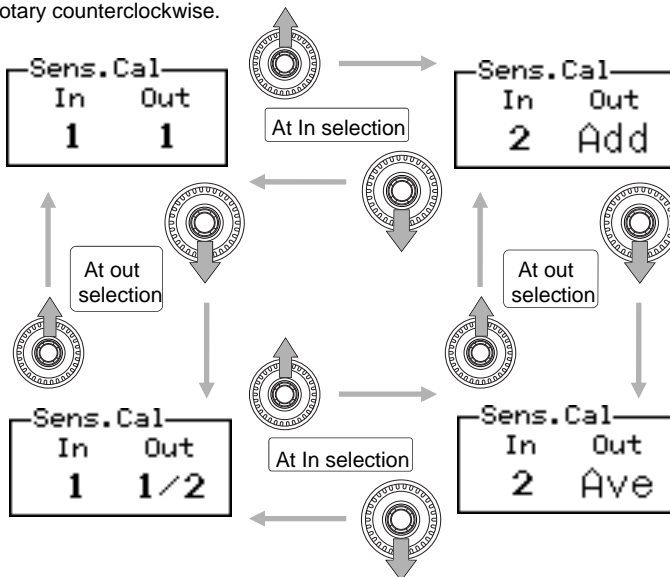 otary counterclockwise.
Sens.Cal
In Out
1 1
At In selection
Sens.Cal
In Out
2 Add
At out
selection
At out
selection
Sens.Cal
In Out
1 1/2
At In selection
Sens.Cal
In Out
2 Ave